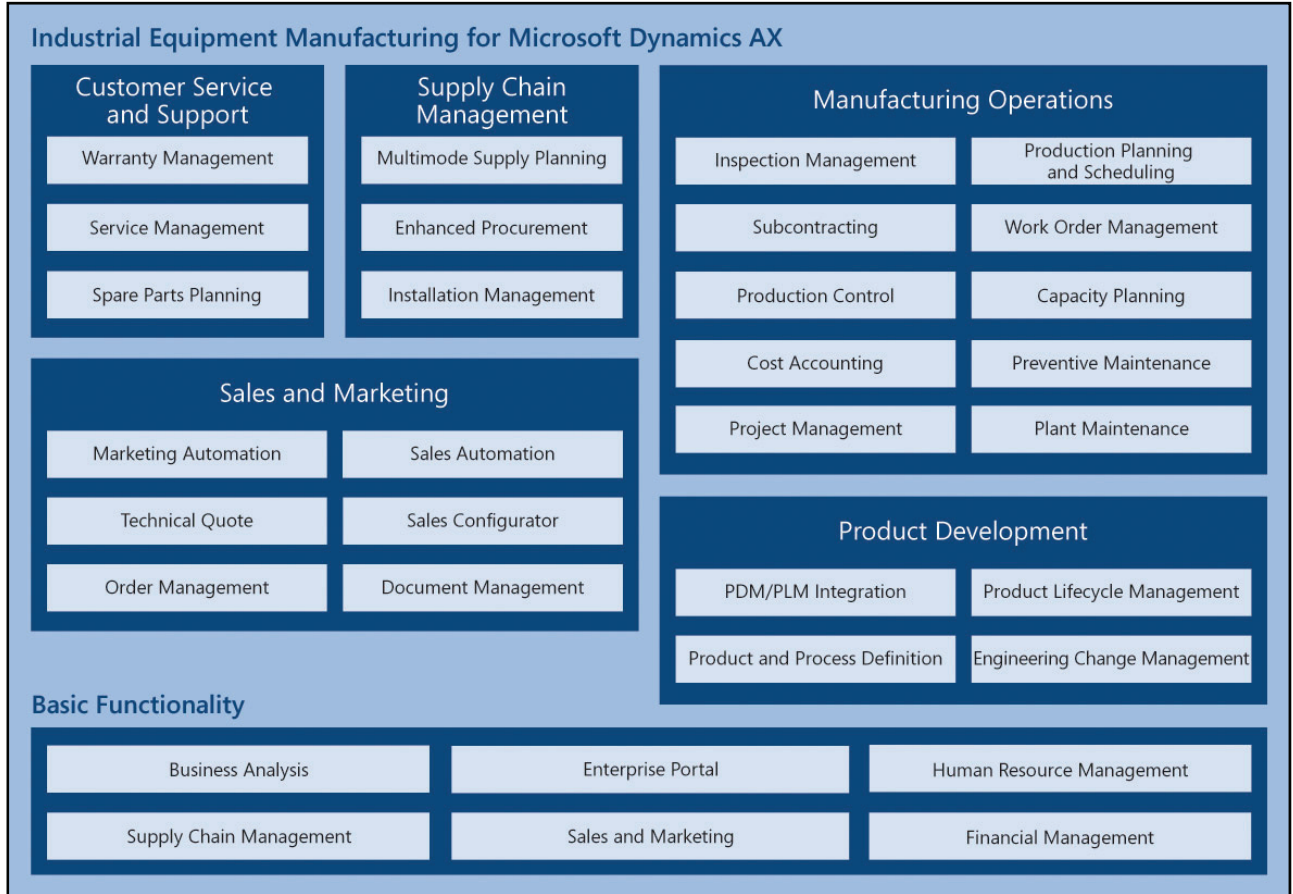 Industrial Equipment Manufacturing for Microsoft Dynamics AX
Customer Service
and Support
Warranty Management
Service Management
Spare Parts Planning
Supply Chain
Management
Multimode Supply Planning
Enhanced Procurement
Installation Management
Manufacturing Operations
Inspection Management
Production Planning
and Scheduling
Subcontracting
Work Order Management
Production Control
Capacity Planning
Cost Accounting
Preventive Maintenance
Project Management
Plant Maintenance
Sales and Marketing
Marketing Automation
Sales Automation
Technical Quote
Sales Configurator
Order Management
Document Management
Product Development
PDM/PLM Integration
Product Lifecycle Management
Product and Process Definition
Engineering Change Management
Basic Functionality
Business Analysis
Enterprise Portal
Human Resource Management
Supply Chain Management
Sales and Marketing
Financial Management